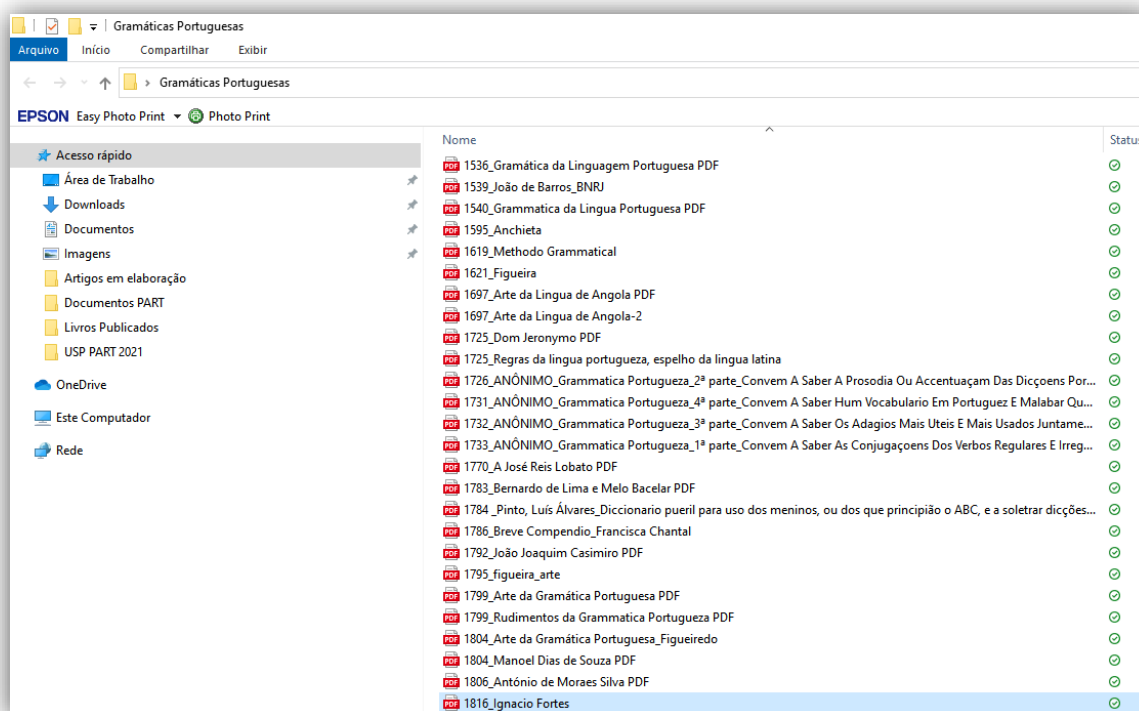 Gramáticas Portuguesas
Arquivo Início Compartilhar Exibir
Gramáticas Portuguesas
EPSON Easy Photo Print Photo Print
Acesso rápido
Área de Trabalho
Downloads
Documentos
Imagens
Artigos em elaboração
Documentos PART
Livros Publicados
USP PART 2021
OneDrive
Este Computador
Rede
Nome Status
1536_Gramática da Linguagem Portuguesa PDF
1539_João de Barros_BNRJ
1540_Grammatica da Lingua Portuguesa PDF
1595_Anchieta
1619_Methodo Grammatical
1621_Figueira
1697_Arte da Lingua de Angola PDF
1697_Arte da Lingua de Angola-2
1725_Dom Jeronymo PDF
1725_Regras da lingua portugueza, espelho da lingua latina
1726_ANÔNIMO_Grammatica Portugueza_2ª parte_Convem A Saber A Prosodia Ou Accentuaçam Das Dicçoens Por...
1731_ANÔNIMO_Grammatica Portugueza_4ª parte_Convem A Saber Hum Vocabulario Em Portuguez E Malabar Qu...
1732_ANÔNIMO_Grammatica Portugueza_3ª parte_Convem A Saber Os Adagios Mais Uteis E Mais Usados Juntame...
1733_ANÔNIMO_Grammatica Portugueza_1ª parte_Convem A Saber As Conjugaçoens Dos Verbos Regulares E Irreg...
1770_A José Reis Lobato PDF
1783_Bernardo de Lima e Melo Bacelar PDF
1784 _Pinto, Luís Álvares_Diccionario pueril para uso dos meninos, ou dos que principião o ABC, e a soletrar dicções...
1786_Breve Compendio_Francisca Chantal
1792_João Joaquim Casimiro PDF
1795_figueira_arte
1799_Arte da Gramática Portuguesa PDF
1799_Rudimentos da Grammatica Portugueza PDF
1804_Arte da Gramática Portuguesa_Figueiredo
1804_Manoel Dias de Souza PDF
1806_António de Moraes Silva PDF
1816_Ignacio Fortes